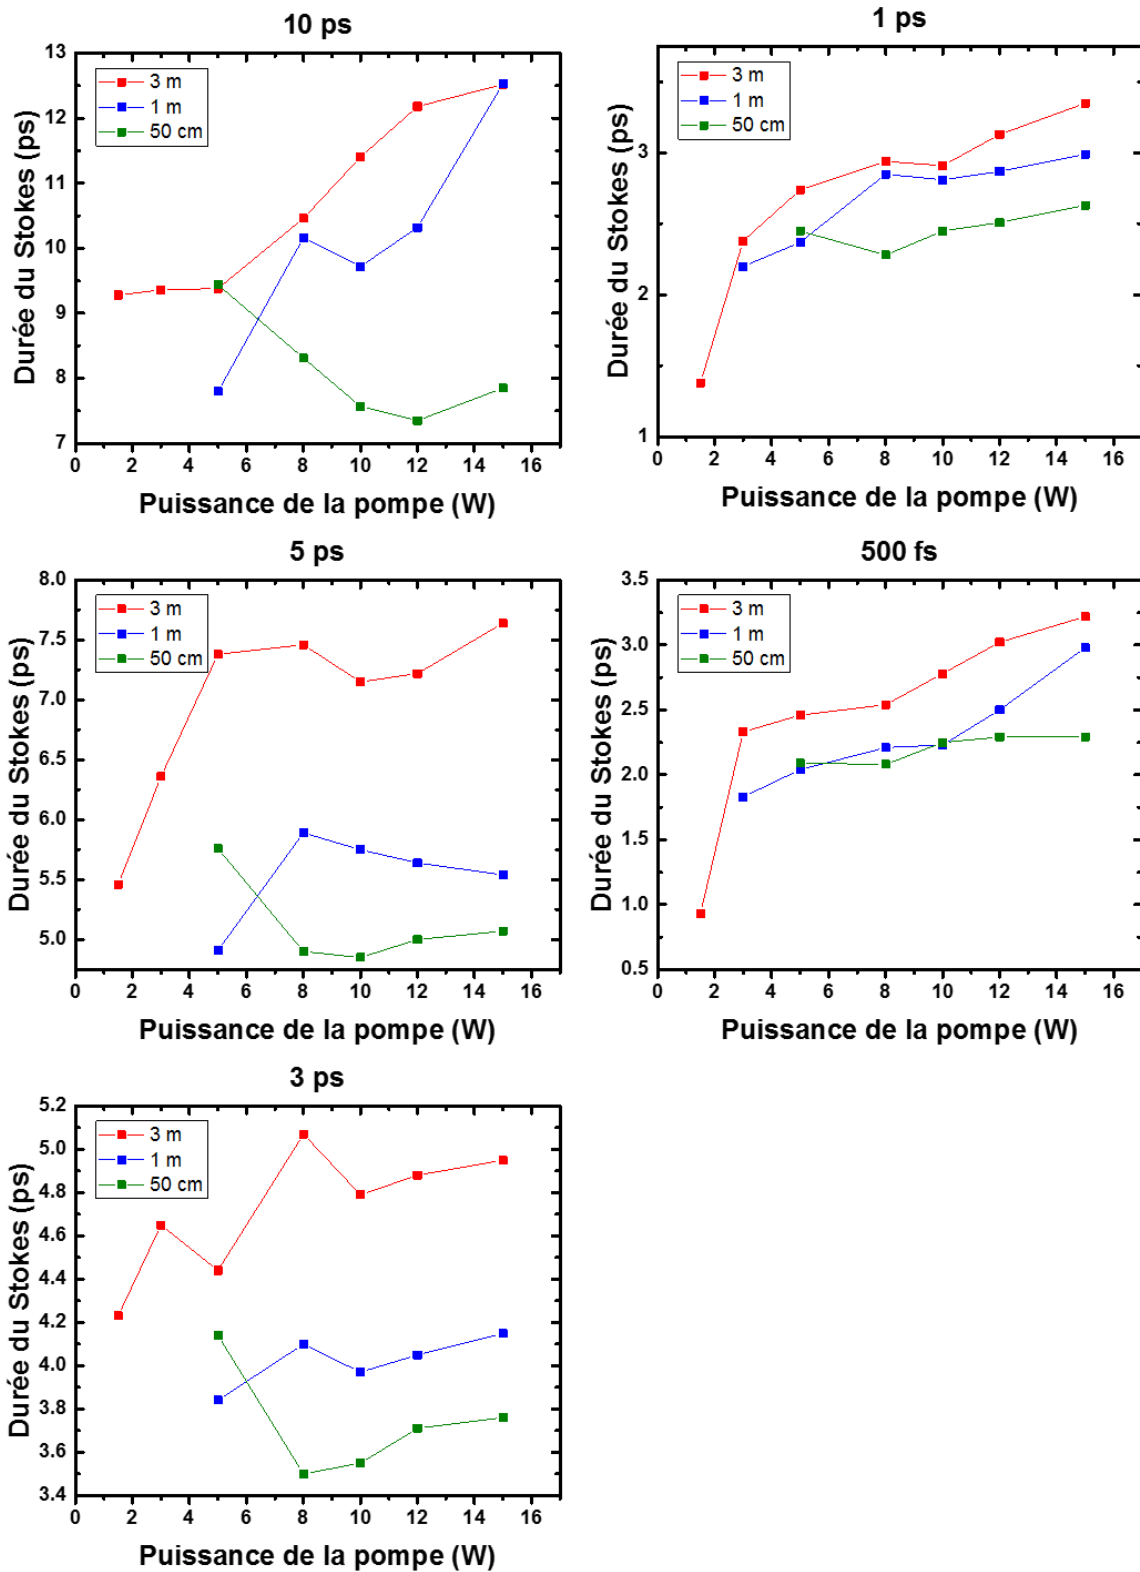 10 ps
13
12
11
10
9
8
7
0 2 4 6 8 10 12 14 16
Durée du Stokes (ps)
Puissance de la pompe (W)
3 m
1 m
50 cm
1 ps
3
2
1
0 2 4 6 8 10 12 14 16
Durée du Stokes (ps)
Puissance de la pompe (W)
3 m
1 m
50 cm
5 ps
8.0
7.5
7.0
6.5
6.0
5.5
5.0
0 2 4 6 8 10 12 14 16
Durée du Stokes (ps)
Puissance de la pompe (W)
3 m
1 m
50 cm
500 fs
3.5
3.0
2.5
2.0
1.5
1.0
0.5
0 2 4 6 8 10 12 14 16
Durée du Stokes (ps)
Puissance de la pompe (W)
3 m
1 m
50 cm
3 ps
5.2
5.0
4.8
4.6
4.4
4.2
4.0
3.8
3.6
3.4
0 2 4 6 8 10 12 14 16
Durée du Stokes (ps)
Puissance de la pompe (W)
3 m
1 m
50 cm